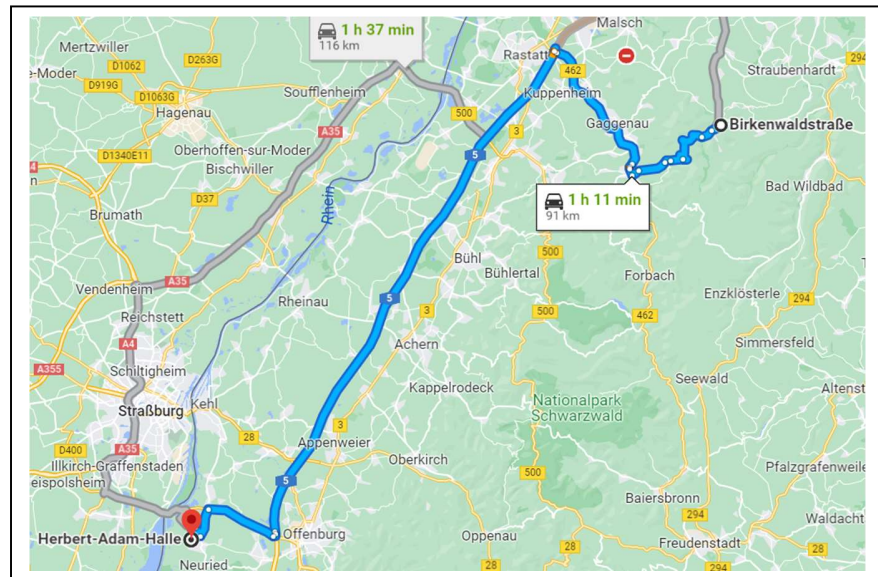 1 h 37 min
116 km
Malsch
Mertzwiller
D263G
Rastatt
294
e-Moder
D1062
462
Straubenhardt
D919G
Soufflenheim
Kuppenheim
D1063G
Hagenau
500
3
Gaggenau
Birkenwaldstraße
A35
D1340E11
Oberhoffen-sur-Moder
5
Bischwiller
D37
Bad Wildbad
Rhein
1 h 11 min
91 km
Brumath
500
Bühl
Bühlertal
Forbach
Vendenheim
A35
Rheinau
5
Enzklösterle
294
Reichstett
3
500
462
A4
Achern
Simmersfeld
A355
Schiltigheim
Seewald
Kappelrodeck
Altenst
Straßburg
Kehl
Nationalpark
Schwarzwald
3
28
D400
A35
Appenweier
Oberkirch
Illkirch-Graffenstaden
500
Pfalzgrafenweile
eispolsheim
5
Baiersbronn
294
Waldacht
Herbert-Adam-Halle
Offenburg
Oppenau
28
Freudenstadt
28
Neuried
28
294